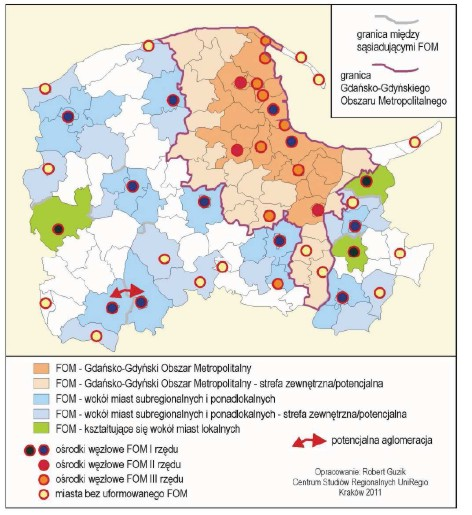 granica między
sąsiadującymi FOM
granica
Gdańsko-Gdyńskiego
Obszaru Metropolitalnego
FOM - Gdańsko-Gdyński Obszar Metropolitalny
FOM - Gdańsko-Gdyński Obszar Metropolitalny - strefa zewnętrzna/potencjalna
FOM - wokół miast subregionalnych i ponadlokalnych
FOM - wokół miast subregionalnych i ponadlokalnych - strefa zewnętrzna/potencjalna
FOM - kształtujące się wokół miast lokalnych
ośrodki węzłowe FOM I rzędu
potencjalna aglomeracja
ośrodki węzłowe FOM II rzędu
ośrodki węzłowe FOM III rzędu
miasta bez uformowanego FOM
Opracowanie: Robert Guzik
Centrum Studiów Regionalnych UniRegio
Kraków 2011